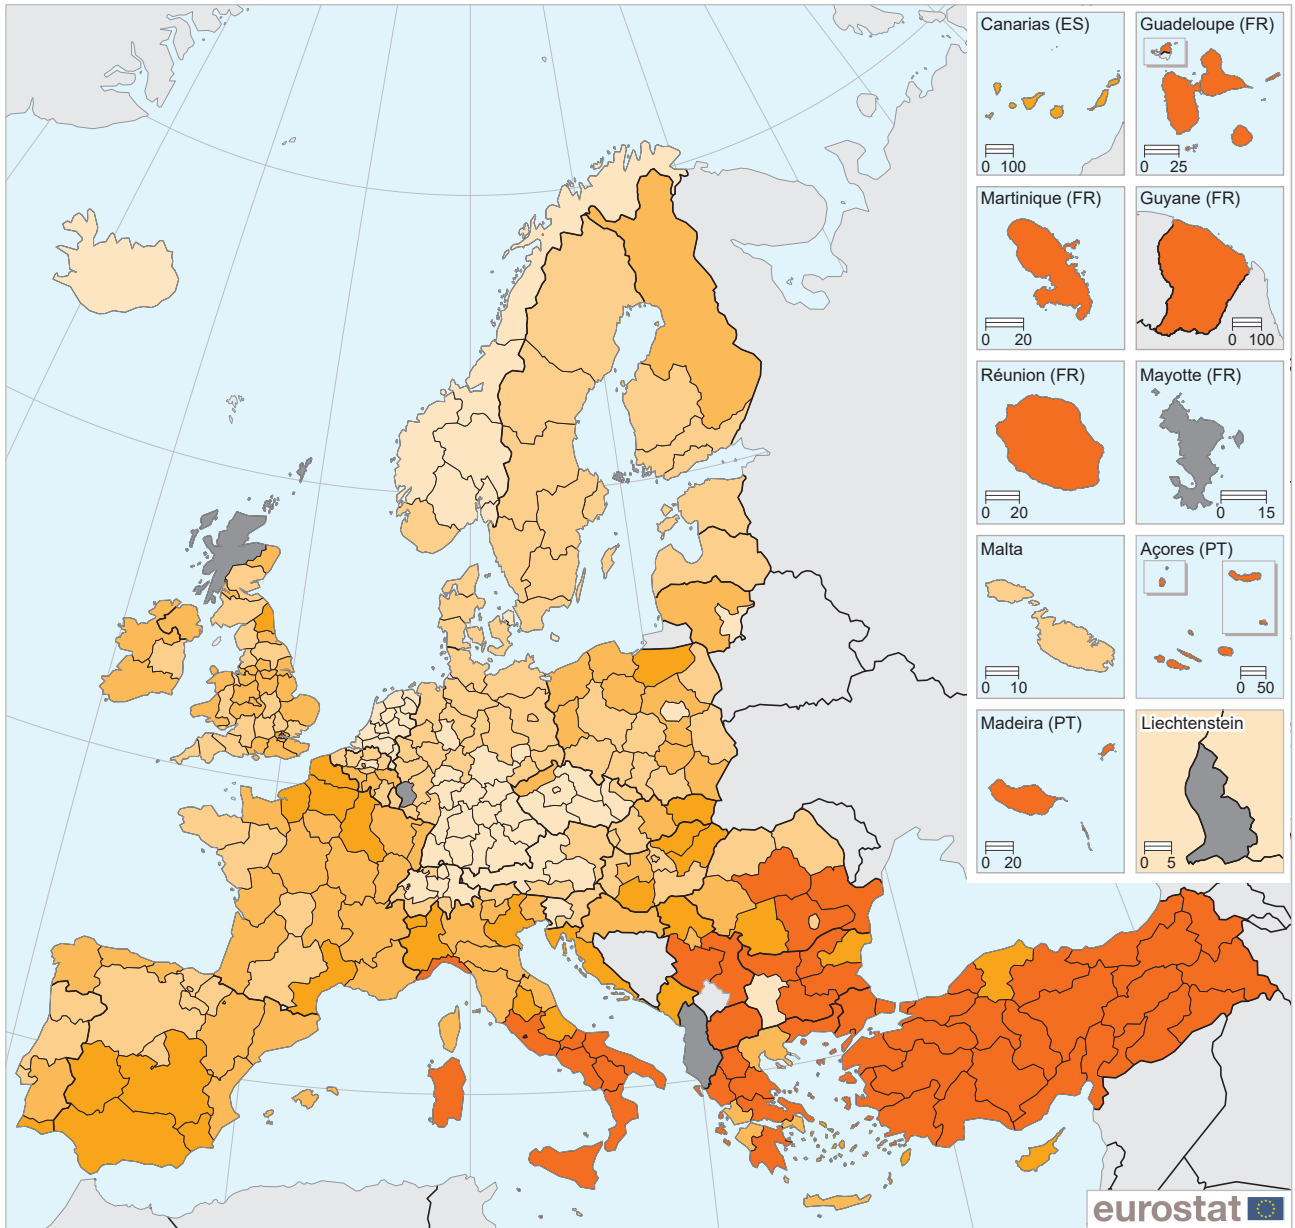 Canarias (ES)
0 100
Guadeloupe (FR)
0 25
Martinique (FR)
0 20
Guyane (FR)
0 100
Réunion (FR)
0 20
Mayotte (FR)
0 15
Malta
0 10
Açores (PT)
0 50
Madeira (PT)
0 20
Liechtenstein
0 5
eurostat